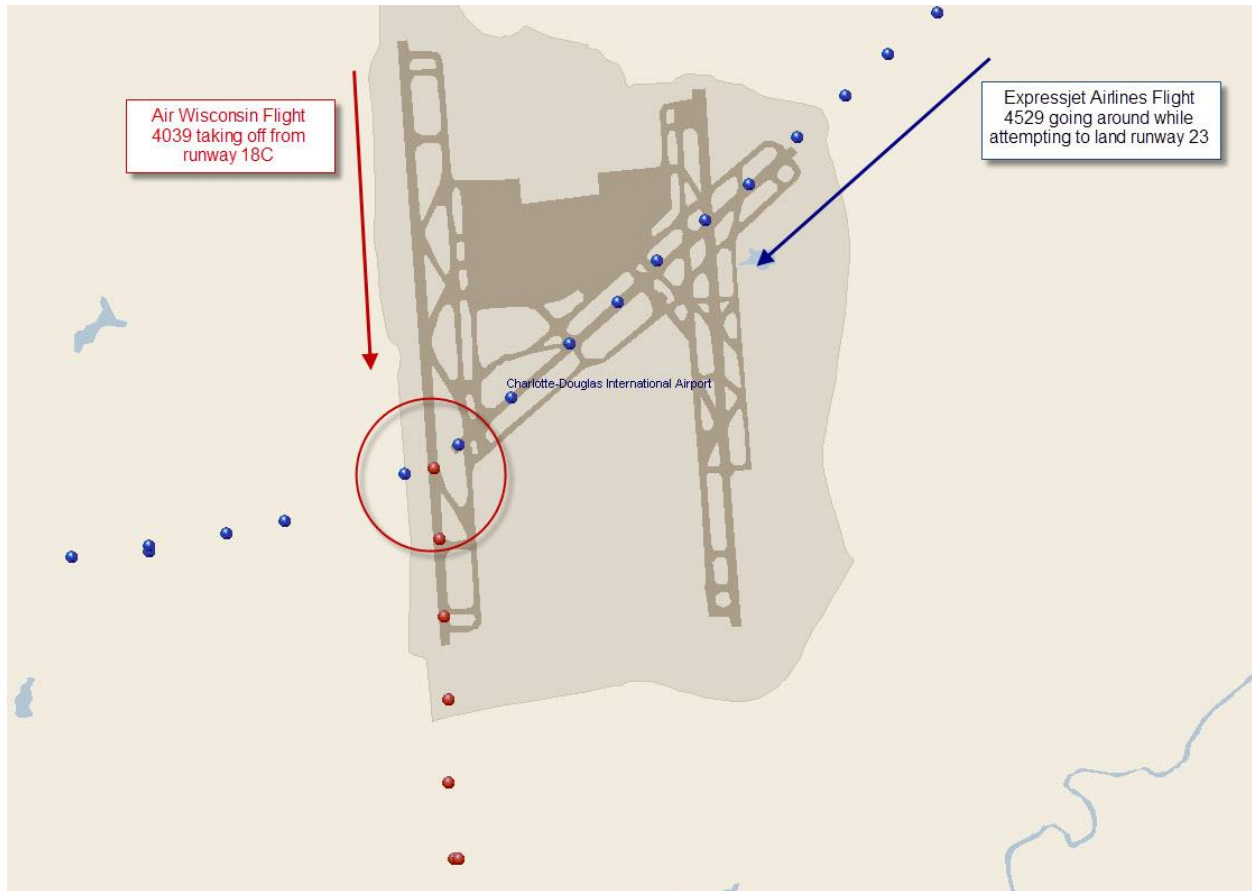 Air Wisconsin Flight
4039 taking off from
runway 18C
Expressjet Airlines Flight
4529 going around while
attempting to land runway 23
Charlotte-Douglas International Airport